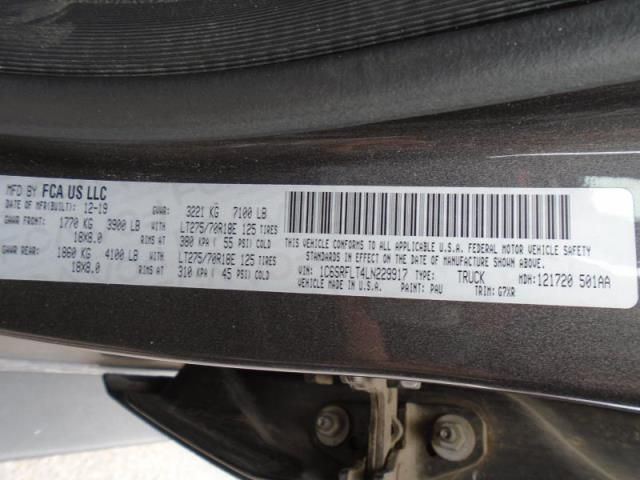 MFD BY FCA US LLC
DATE OF MFR(BUILT): 12-19 GVWR: 3221 KG 7100 LB
GAWR FRONT: 1770 KG 3900 LB WITH LT275/70R18E 125 TIRES
18X8.0 RIMS AT 380 KPA ( 55 PSI) COLD
GAWR REAR: 1860 KG 4100 LB WITH LT275/70R18E 125 TIRES
18X8.0 RIMS AT 310 KPA ( 45 PSI) COLD
THIS VEHICLE CONFORMS TO ALL APPLICABLE U.S.A. FEDERAL MOTOR VEHICLE SAFETY
STANDARDS IN EFFECT ON THE DATE OF MANUFACTURE SHOWN ABOVE.
VIN: 1C6SRFLT4LN229917 TYPE: TRUCK MDH: 121720 501AA
VEHICLE MADE IN U.S.A. PAINT: PAU TRIM: G7XR